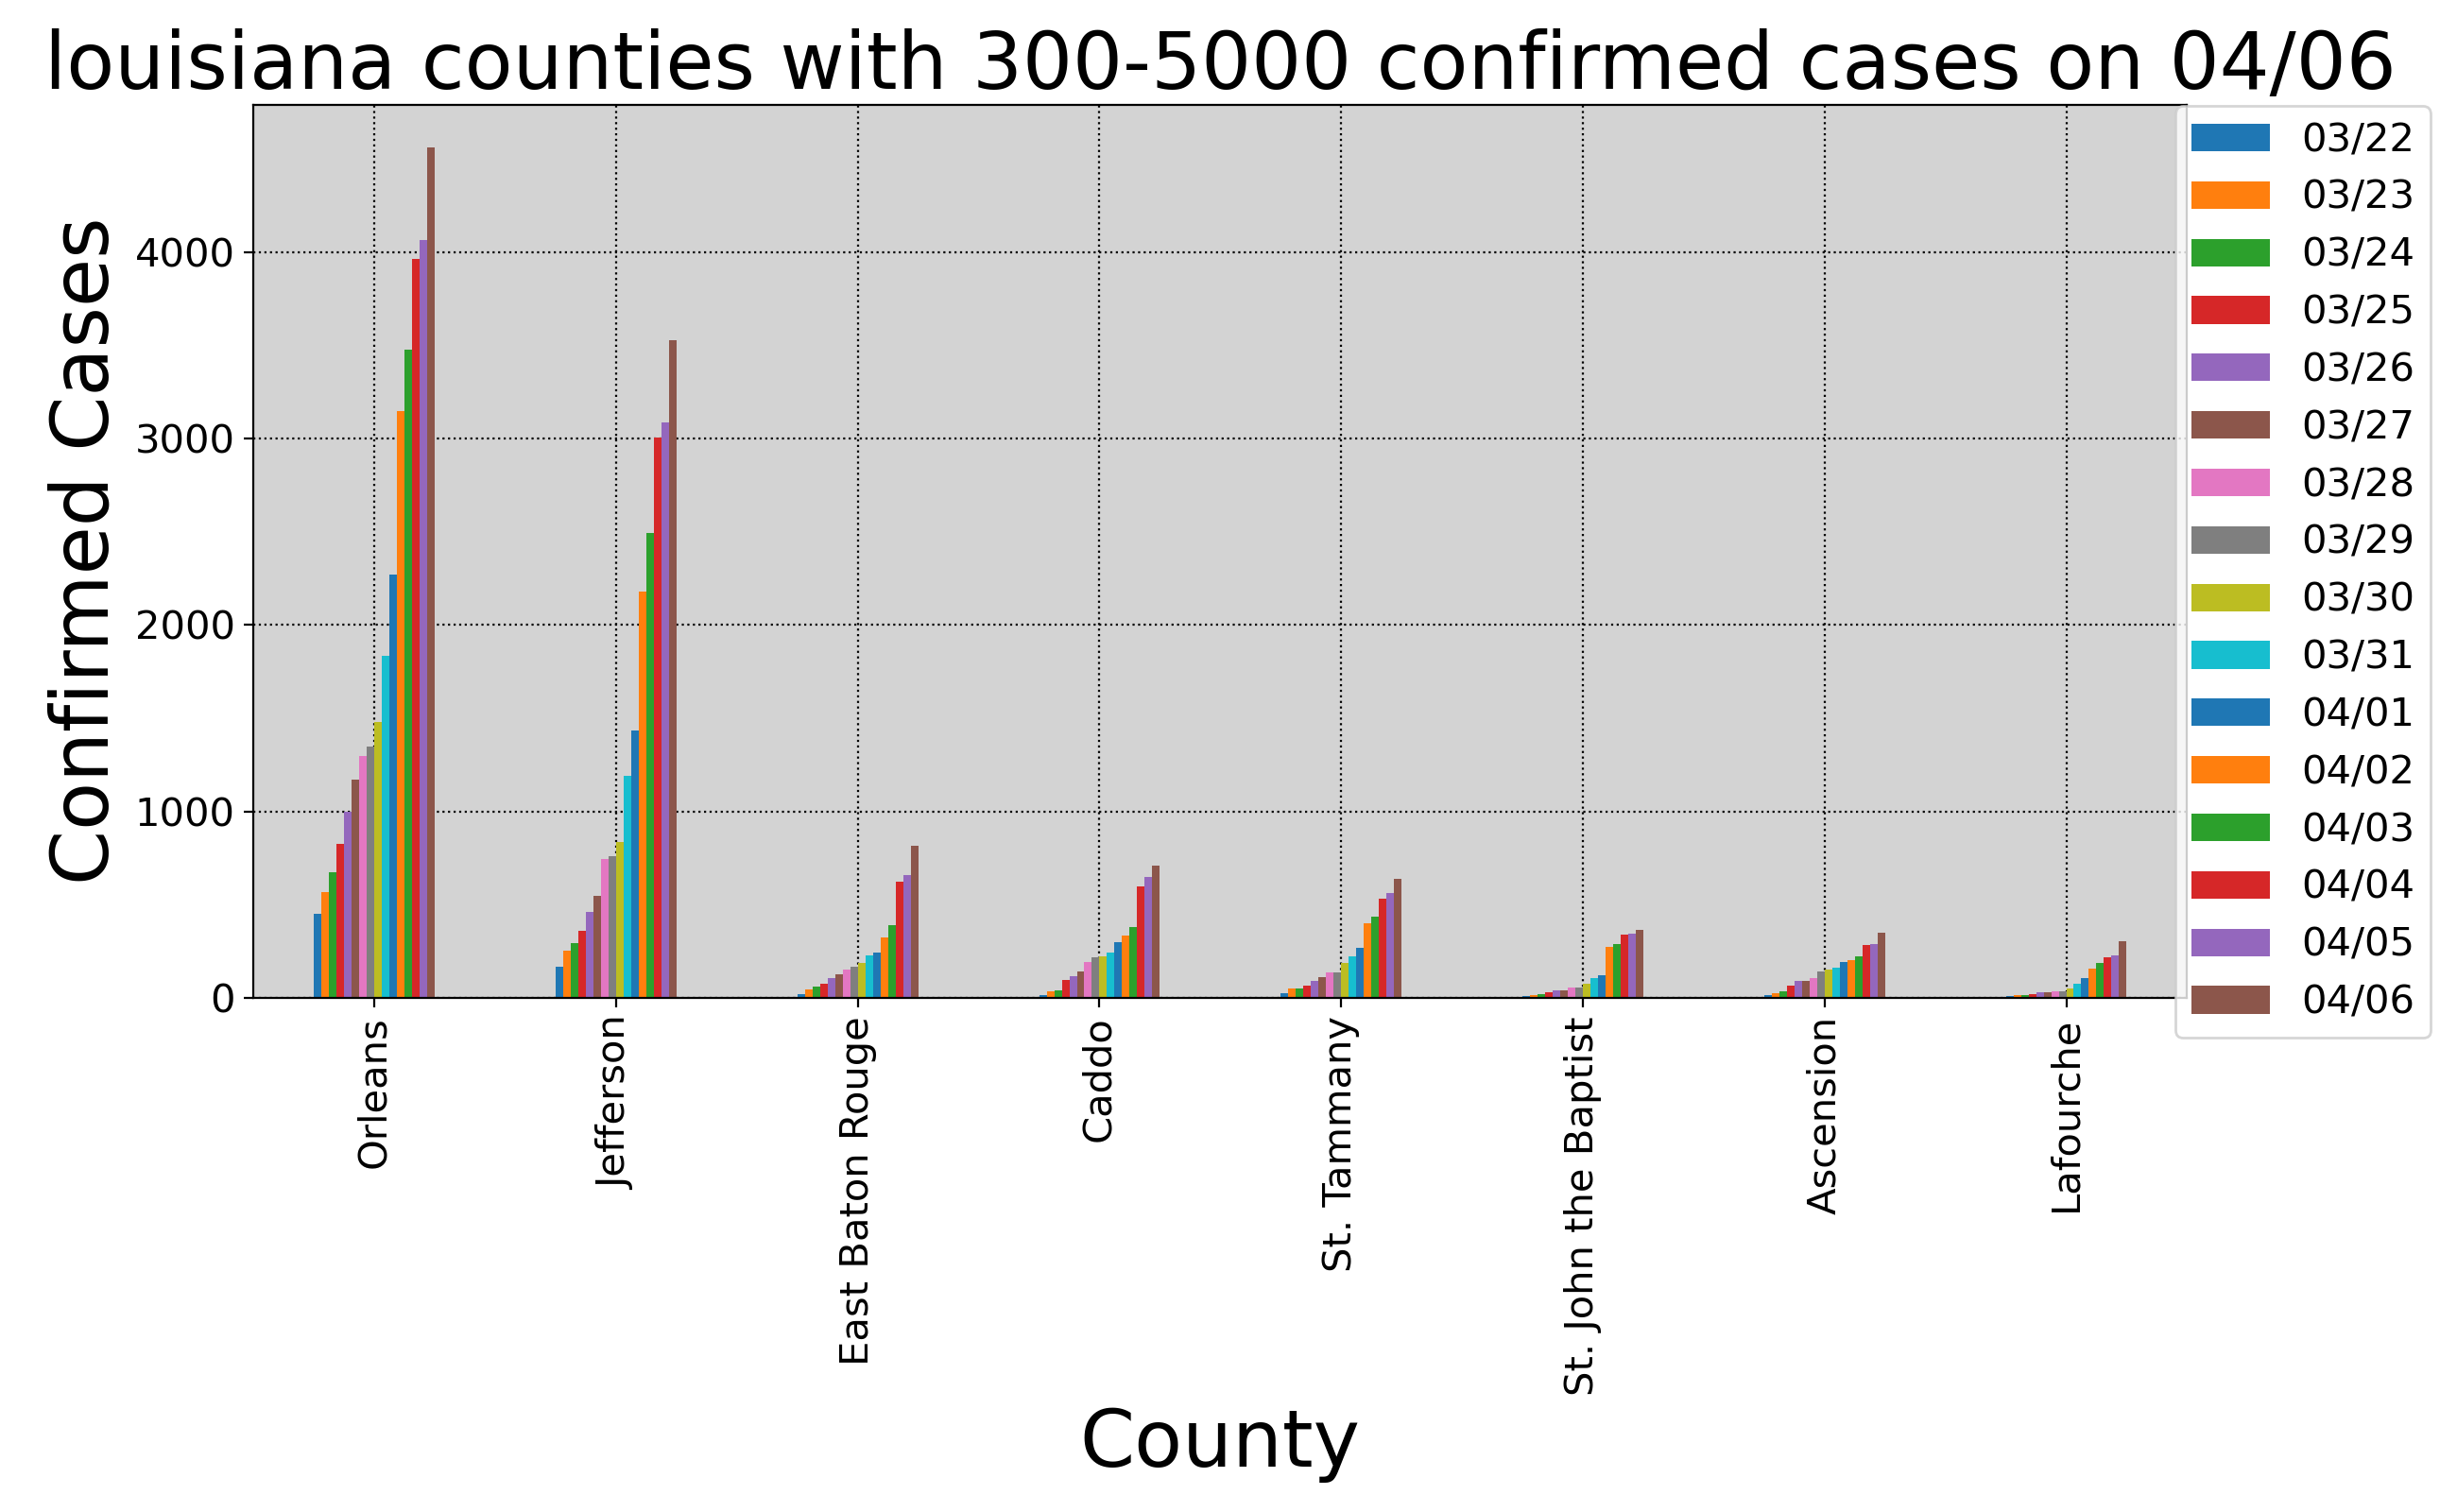 louisiana counties with 300-5000 confirmed cases on 04/06
Confirmed Cases
4000
3000
2000
1000
0
03/22
03/23
03/24
03/25
03/26
03/27
03/28
03/29
03/30
03/31
04/01
04/02
04/03
04/04
04/05
04/06
Orleans
Jefferson
East Baton Rouge
Caddo
St. Tammany
St. John the Baptist
Ascension
Lafourche
County